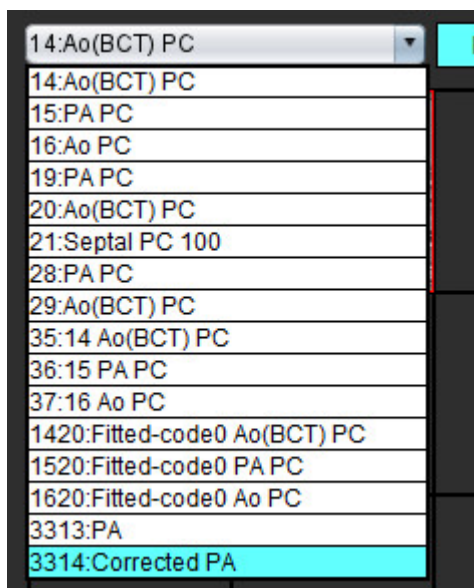 14:Ao(BCT) PC
14:Ao(BCT) PC
15:PA PC
16:Ao PC
19:PA PC
20:Ao(BCT) PC
21:Septal PC 100
28:PA PC
29:Ao(BCT) PC
35:14 Ao(BCT) PC
36:15 PA PC
37:16 Ao PC
1420:Fitted-code0 Ao(BCT) PC
1520:Fitted-code0 PA PC
1620:Fitted-code0 Ao PC
3313:PA
3314:Corrected PA